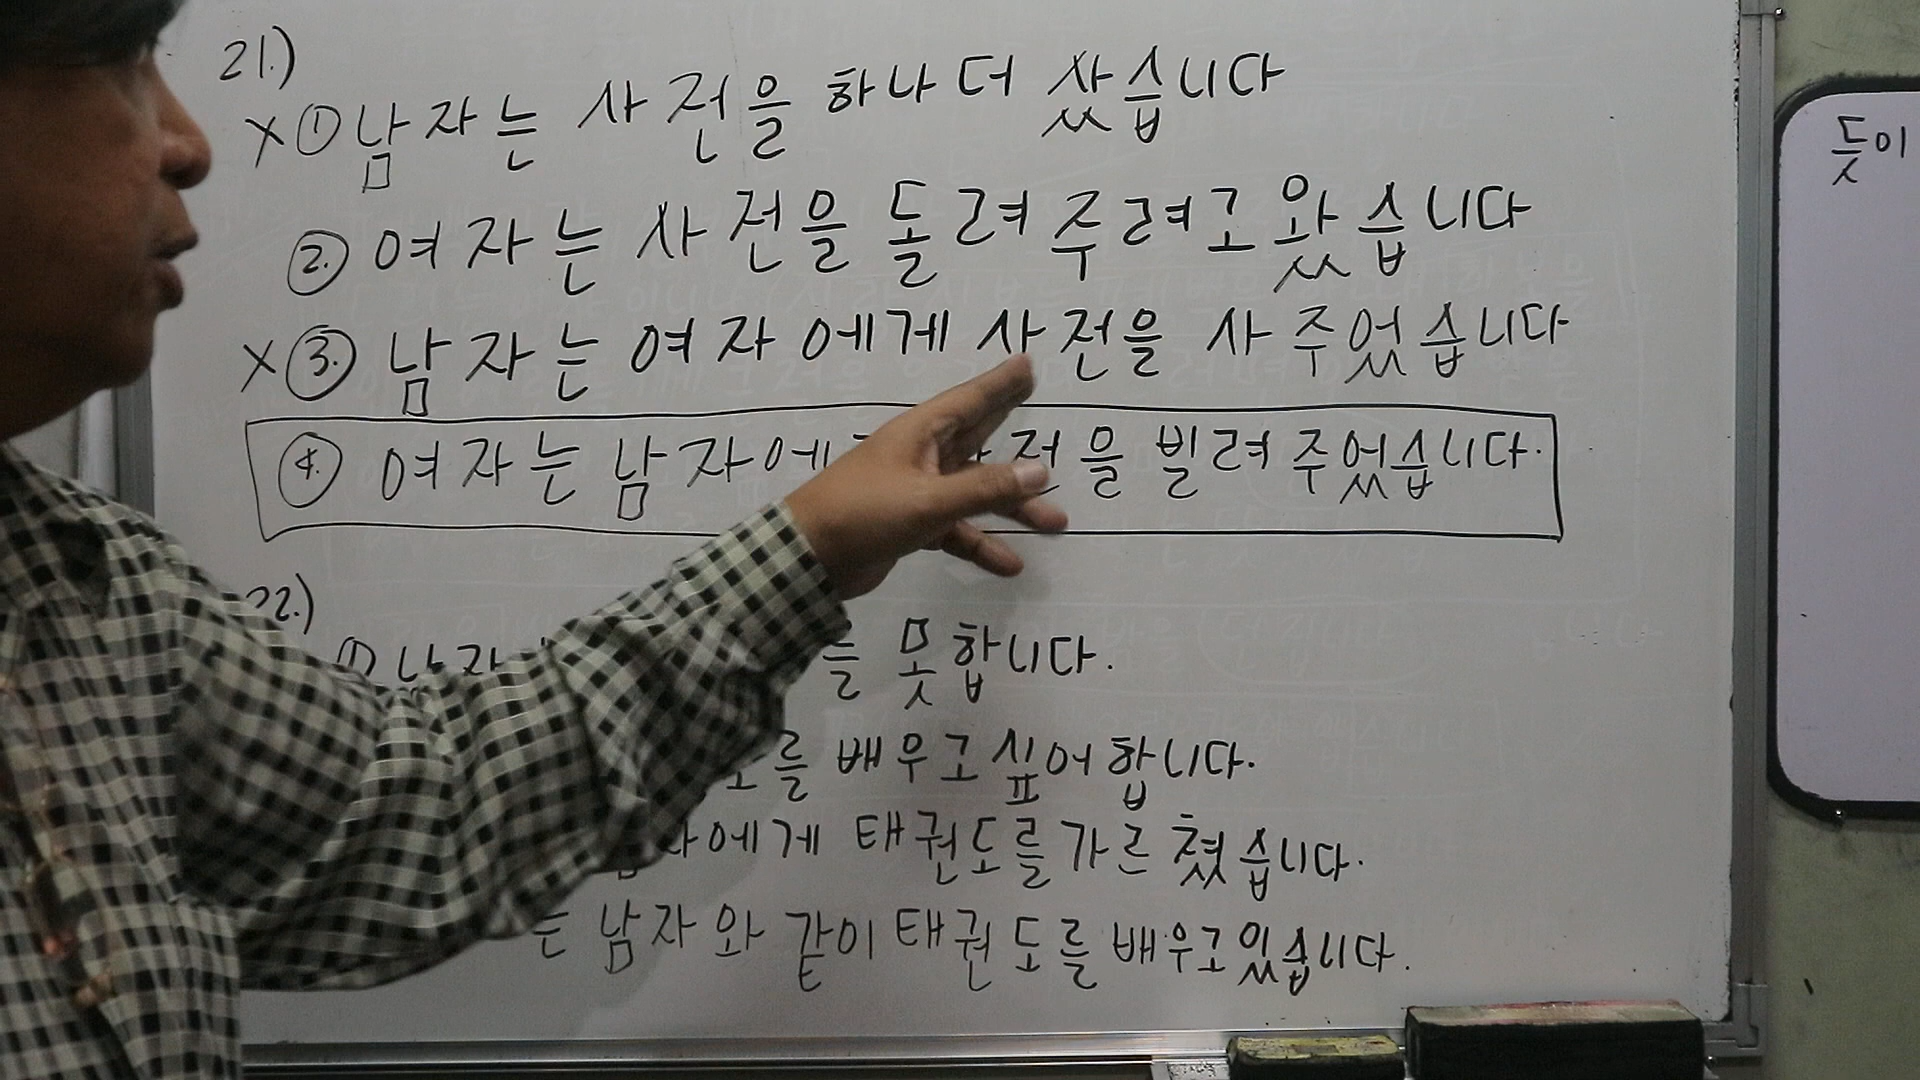 21.)
X ① 남자는 사전을 하나 더 샀습니다
② 여자는 사전을 돌려 주려고 왔습니다
X ③ 남자는 여자에게 사전을 사 주었습니다
④ 여자는 남자에 전을 빌려 주었습니다.
22.)
① 남자 를 못합니다.
도를 배우고 싶어 합니다.
에게 태권도를 가르쳤습니다.
는 남자와 같이 태권도를 배우고 있습니다.
듯이